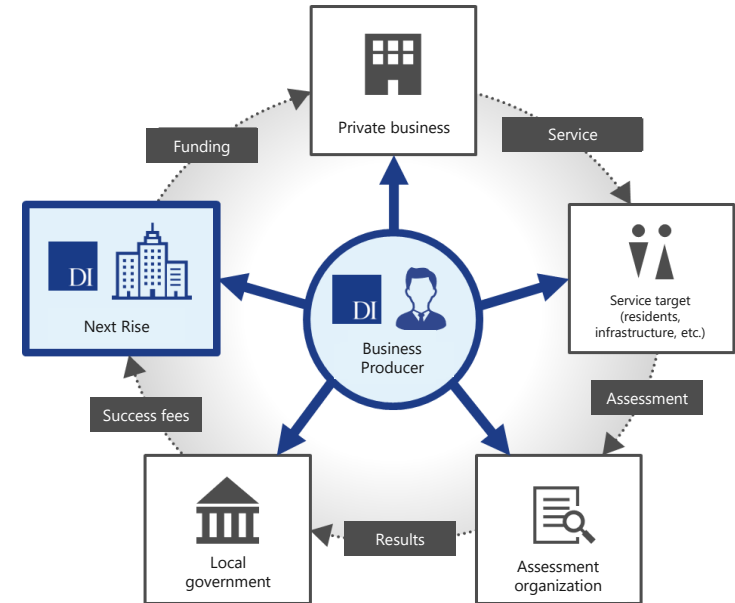 Private business
Funding
Service
DI
Next Rise
DI
Business
Producer
Service target
(residents,
infrastructure, etc.)
Success fees
Assessment
Local
government
Results
Assessment
organization